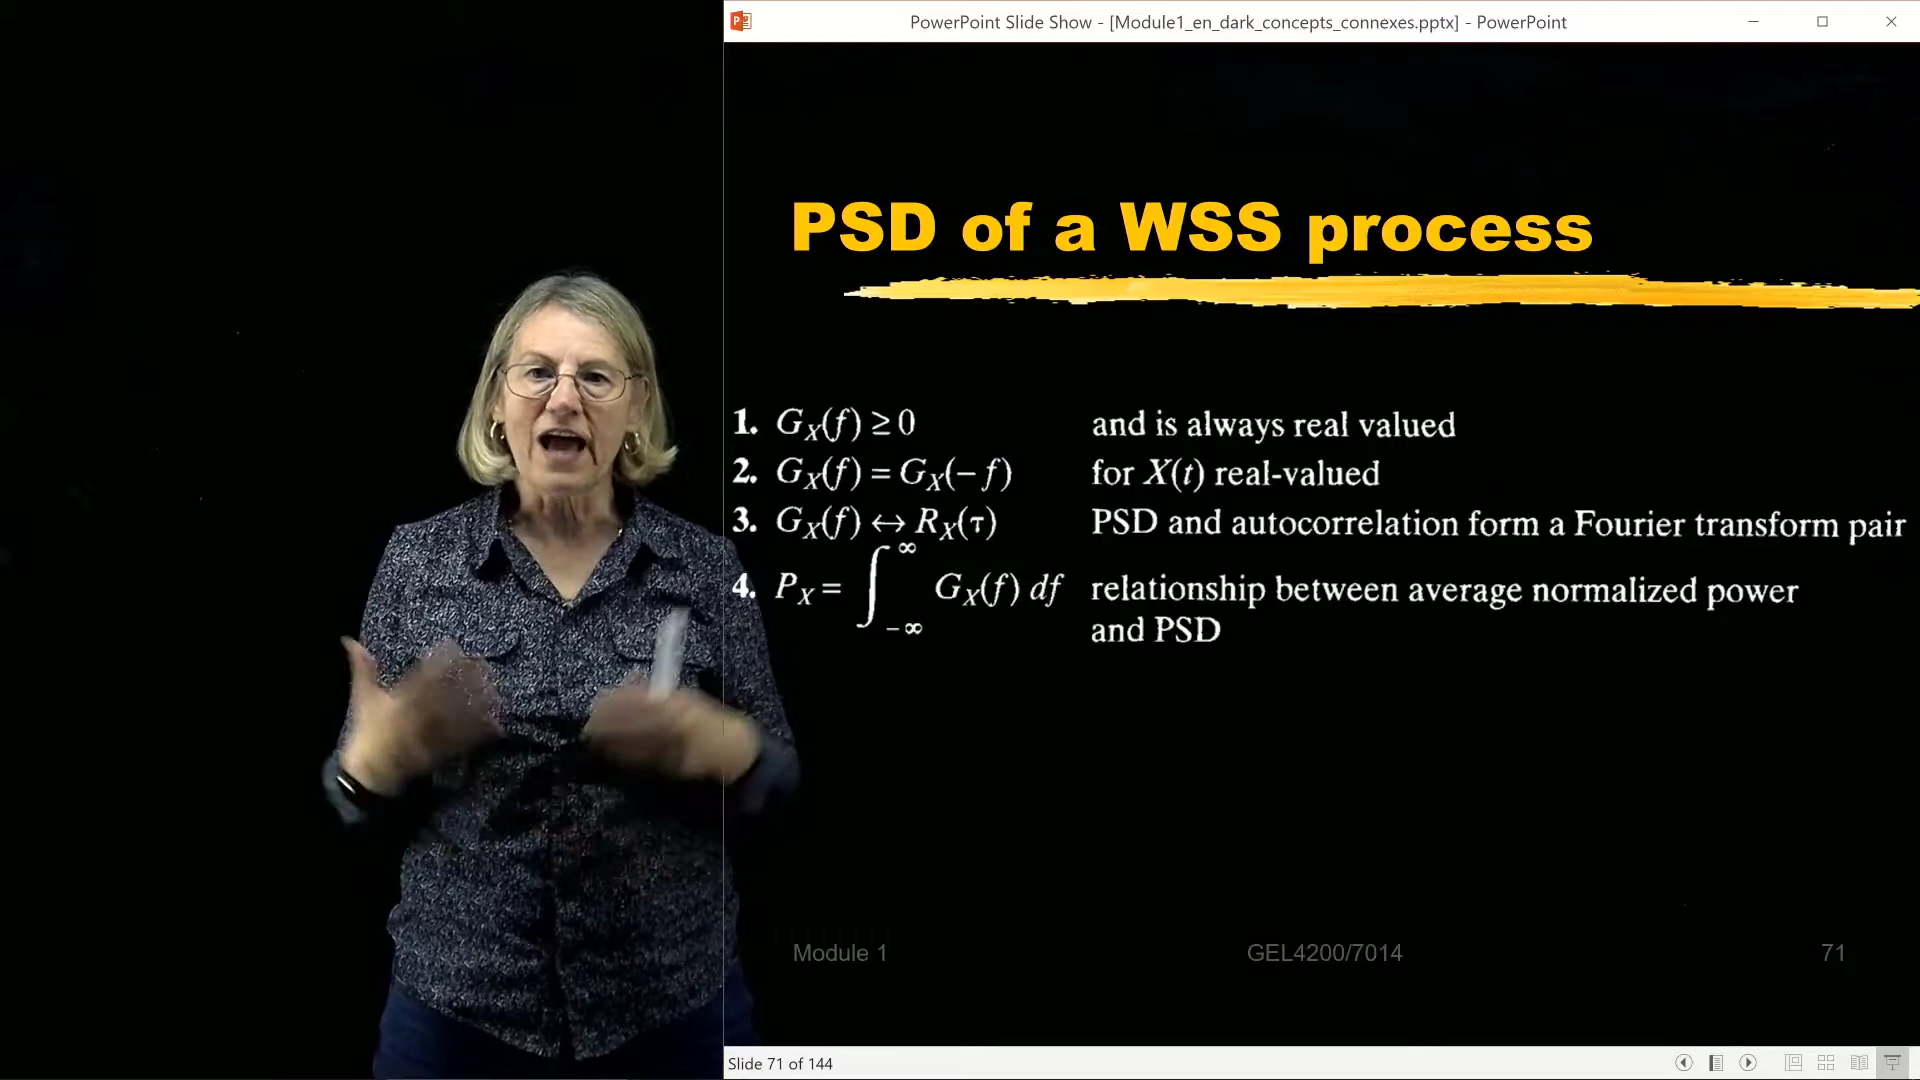 PowerPoint Slide Show - [Module1_en_dark_concepts_connexes.pptx] - PowerPoint
PSD of a WSS process
1. G_X(f) ≥ 0 and is always real valued
2. G_X(f) = G_X(− f) for X(t) real-valued
3. G_X(f) ↔ R_X(τ) PSD and autocorrelation form a Fourier transform pair
4. P_X = ∫_{−∞}^{∞} G_X(f) df relationship between average normalized power
and PSD
Module 1 GEL4200/7014 71
Slide 71 of 144